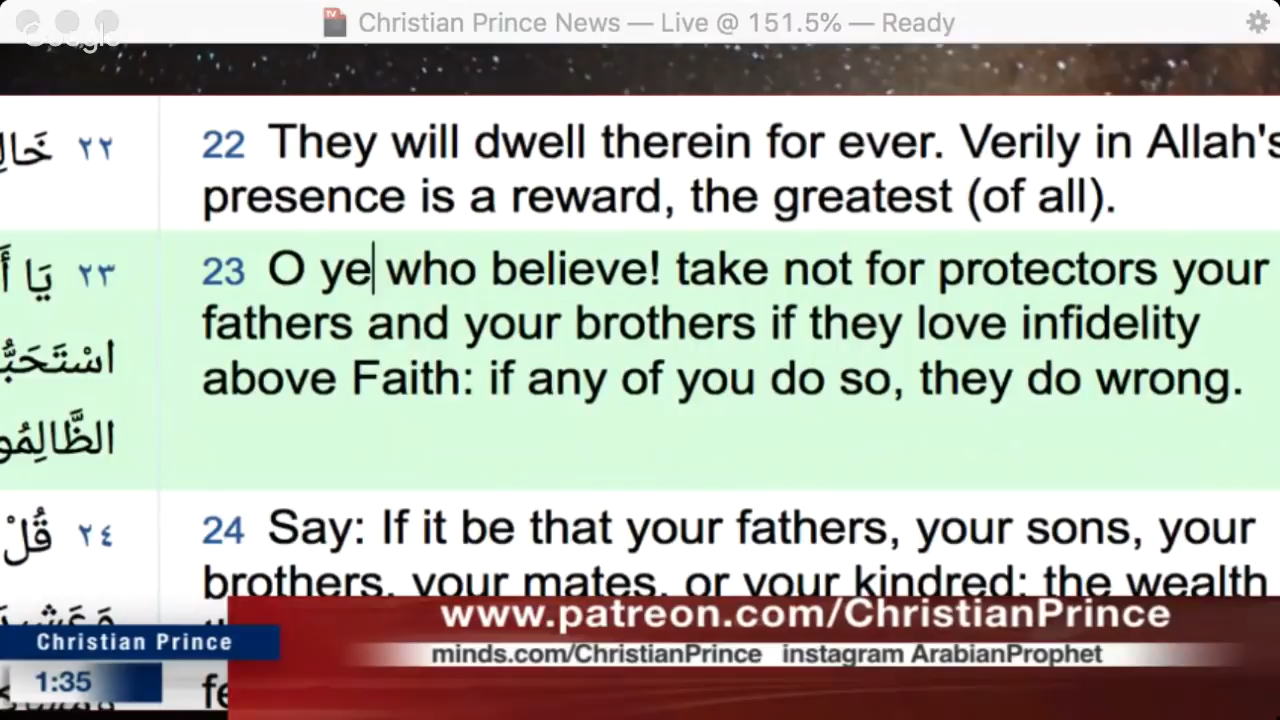 Christian Prince News — Live @ 151.5% — Ready
Google
٢٢
22 They will dwell therein for ever. Verily in Allah's
presence is a reward, the greatest (of all).
يَا ٢٣
23 O ye who believe! take not for protectors your
fathers and your brothers if they love infidelity
above Faith: if any of you do so, they do wrong.
٢٤ قُلْ
24 Say: If it be that your fathers, your sons, your
brothers, your mates, or your kindred; the wealth
www.patreon.com/ChristianPrince
Christian Prince
minds.com/ChristianPrince instagram ArabianProphet
1:35